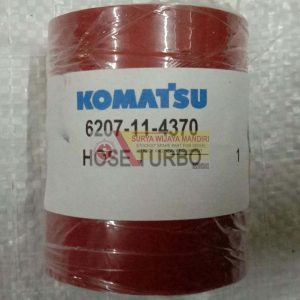 KOMATSU
6207-11-4370
SURYA WIJAYA MANDIRI
HOSE TURBO 1